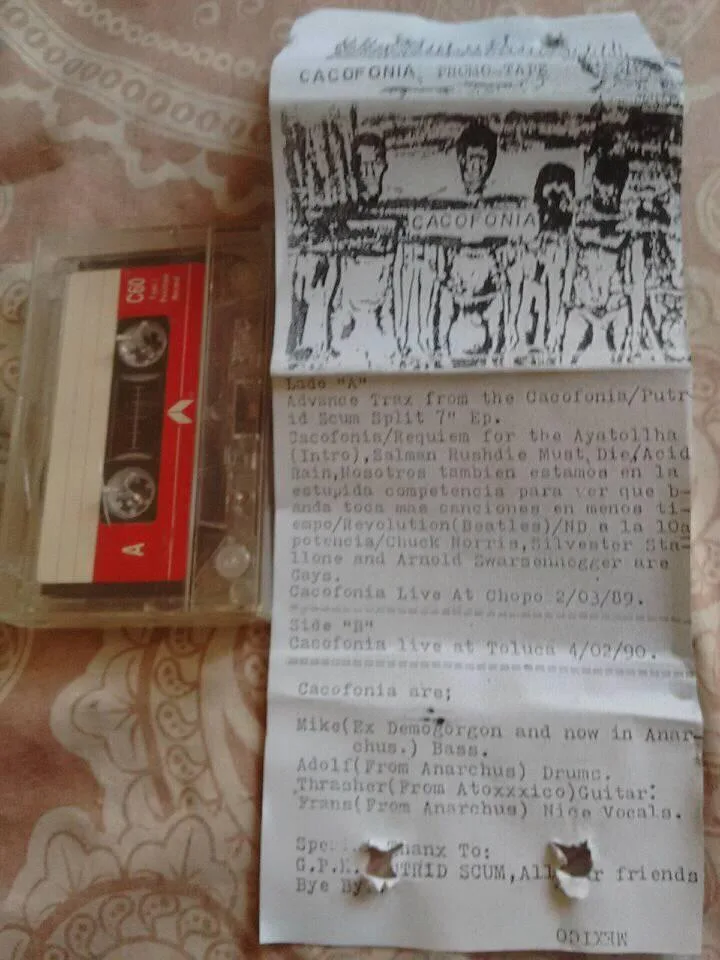 CACOFONIA, PROMO-TAPE
CACOFONIA
Lado "A"
Advance Trax from the Cacofonia/Putr
id Scum Split 7" Ep.
Cacofonia/Requiem for the Ayatollha
(Intro),Salman Rushdie Must Die/Acid
Rain,Nosotros tambien estamos en la
estupida competencia para ver que b-
anda toca mas canciones en menos ti-
empo/Revolution(Beatles)/ND a la 10a
potencia/Chuck Norris,Silvester Sta-
llone and Arnold Swarsennegger are
Gays.
Cacofonia Live At Chopo 2/03/89.
Side "B"
Cacofonia live at Toluca 4/02/90.
Cacofonia are;
Mike(Ex Demogorgon and now in Anar-
chus.) Bass.
Adolf(From Anarchus) Drums.
Thrasher(From Atoxxxico)Guitar:
Frans(From Anarchus) Nice Vocals.
Thanx To:
SCUM, friends
Bye
MEXICO
C60
A